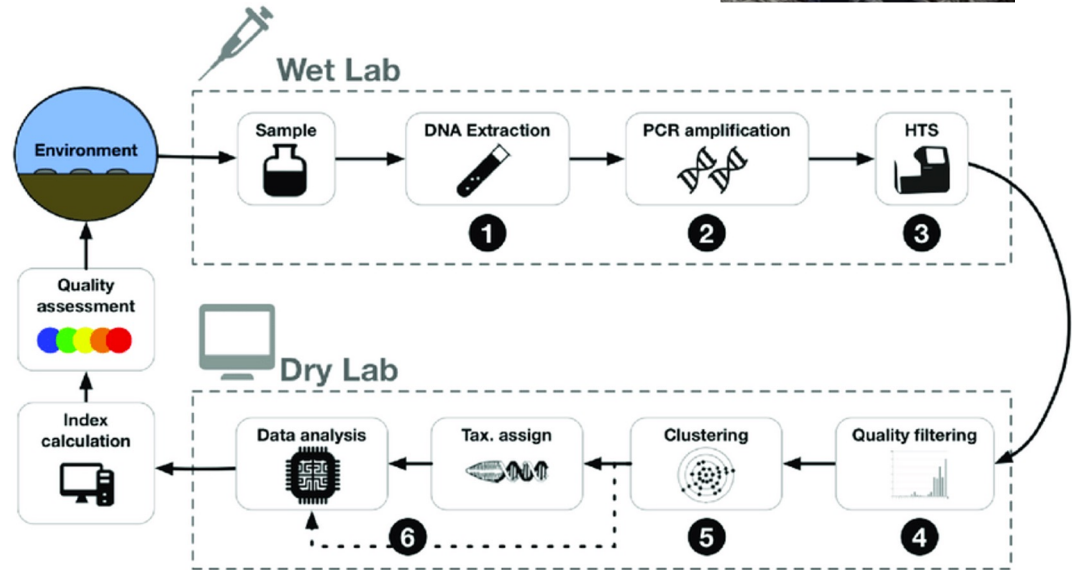 Wet Lab
Environment
Sample
DNA Extraction
PCR amplification
HTS
1
2
3
Quality
assessment
Dry Lab
Index
calculation
Data analysis
Tax. assign
Clustering
Quality filtering
6
5
4